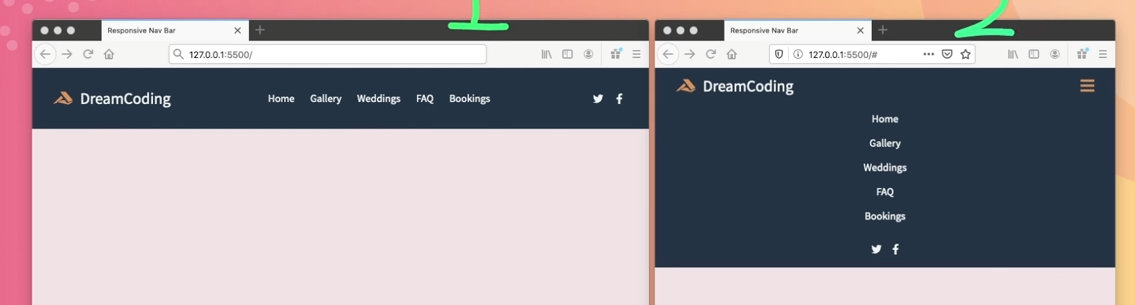 1
2
Responsive Nav Bar
127.0.0.1:5500/
DreamCoding
Home Gallery Weddings FAQ Bookings
Responsive Nav Bar
127.0.0.1:5500/#
DreamCoding
Home
Gallery
Weddings
FAQ
Bookings